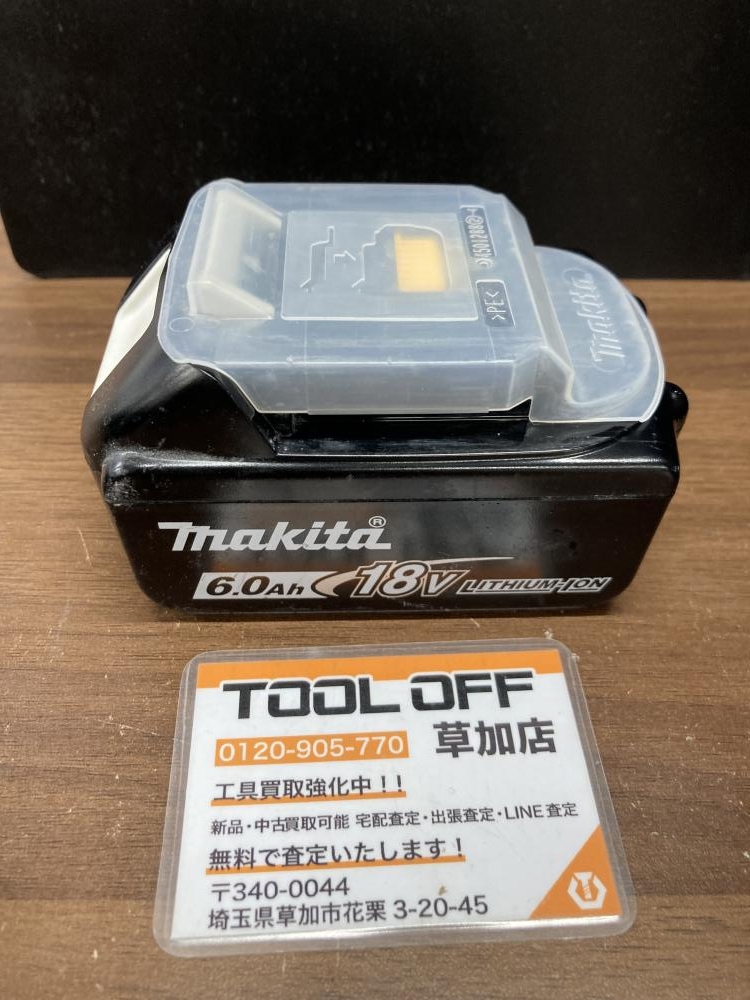 >PE<
makita
makita®
6.0Ah 18V LITHIUM-ION
TOOL OFF
0120-905-770 草加店
工具買取強化中!!
新品・中古買取可能 宅配査定・出張査定・LINE査定
無料で査定いたします!
〒340-0044
埼玉県草加市花栗 3-20-45